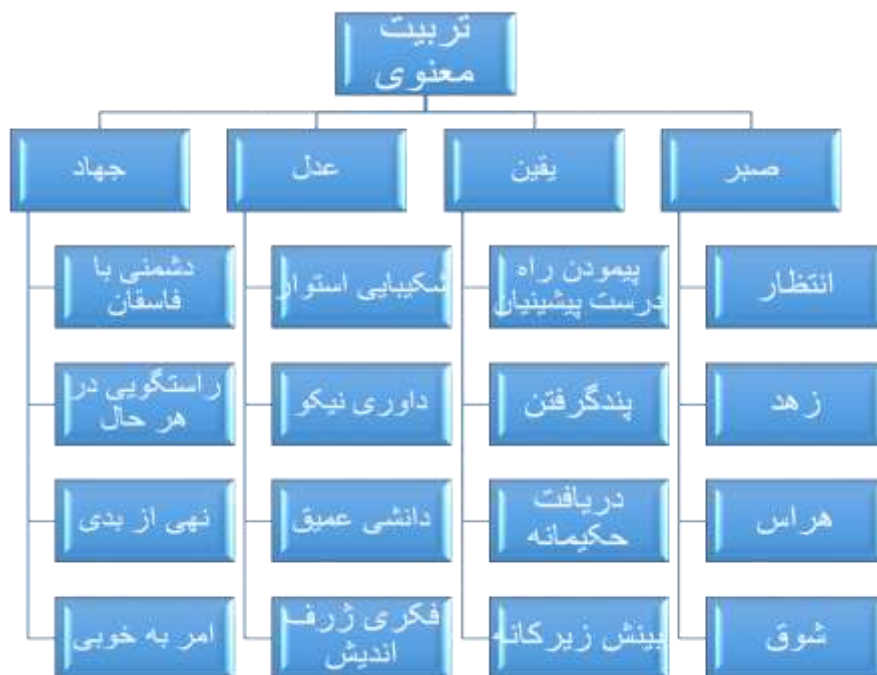 تربیت
معنوی
صبر
یقین
عدل
جهاد
انتظار
پیمودن راه
درست پیشینیان
شکیبایی استوار
دشمنی با
فاسقان
زهد
پندگرفتن
داوری نیکو
راستگویی در
هر حال
هراس
دریافت
حکیمانه
دانشی عمیق
نهی از بدی
شوق
بینش زیرکانه
فکری ژرف
اندیش
امر به خوبی